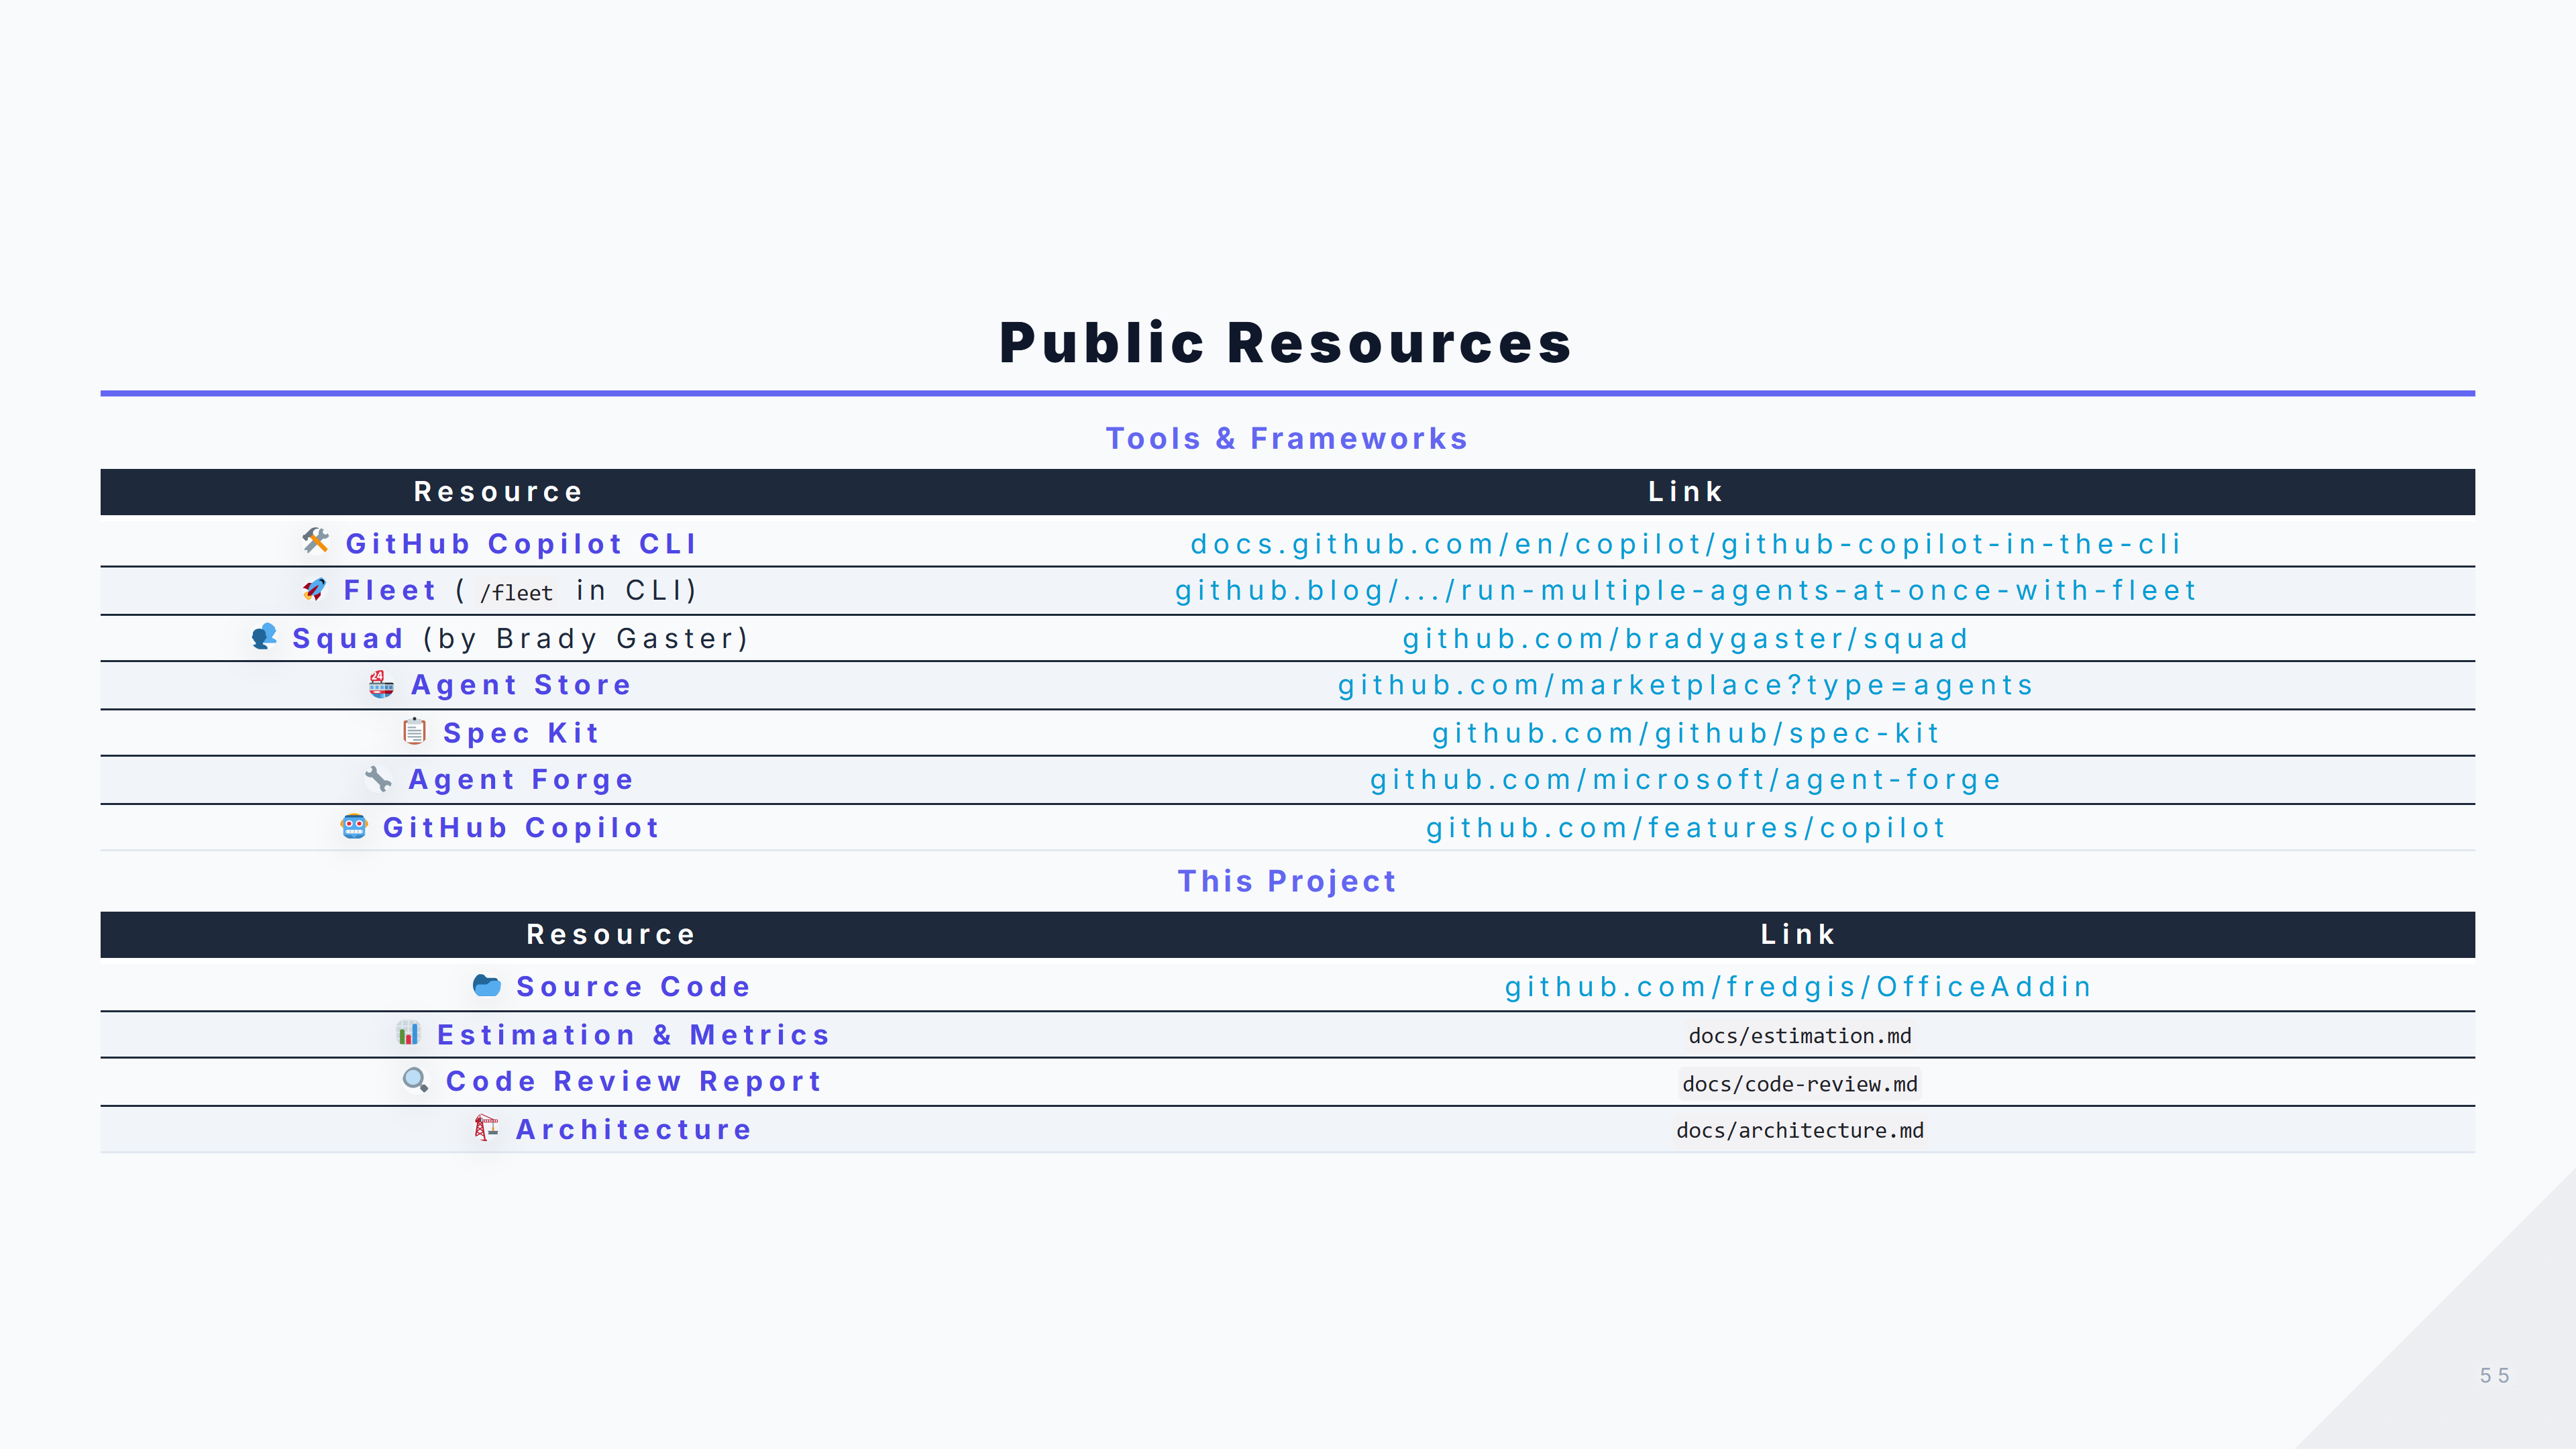 Public Resources
Tools & Frameworks
Resource Link
GitHub Copilot CLI docs.github.com/en/copilot/github-copilot-in-the-cli
Fleet ( /fleet in CLI) github.blog/.../run-multiple-agents-at-once-with-fleet
Squad (by Brady Gaster) github.com/bradygaster/squad
Agent Store github.com/marketplace?type=agents
Spec Kit github.com/github/spec-kit
Agent Forge github.com/microsoft/agent-forge
GitHub Copilot github.com/features/copilot
This Project
Resource Link
Source Code github.com/fredgis/OfficeAddin
Estimation & Metrics docs/estimation.md
Code Review Report docs/code-review.md
Architecture docs/architecture.md
55